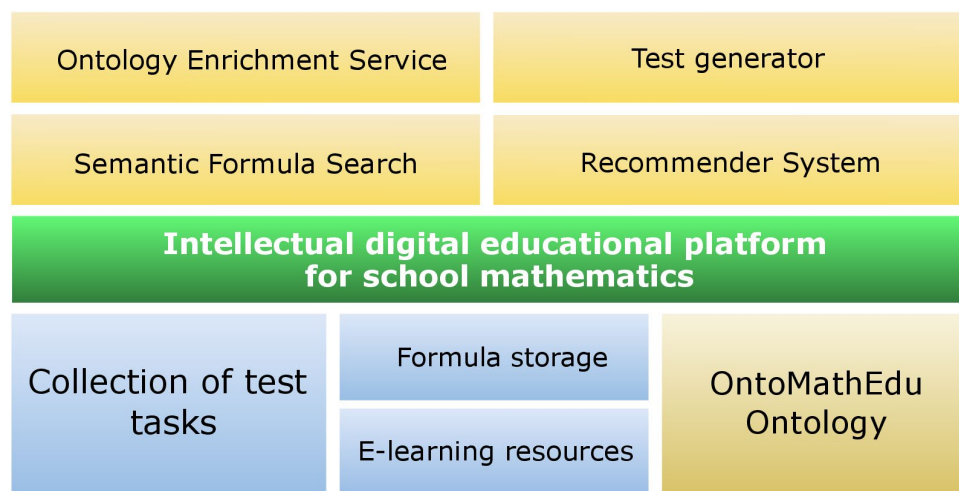 Ontology Enrichment Service
Test generator
Semantic Formula Search
Recommender System
Intellectual digital educational platform
for school mathematics
Collection of test
tasks
Formula storage
E-learning resources
OntoMathEdu
Ontology